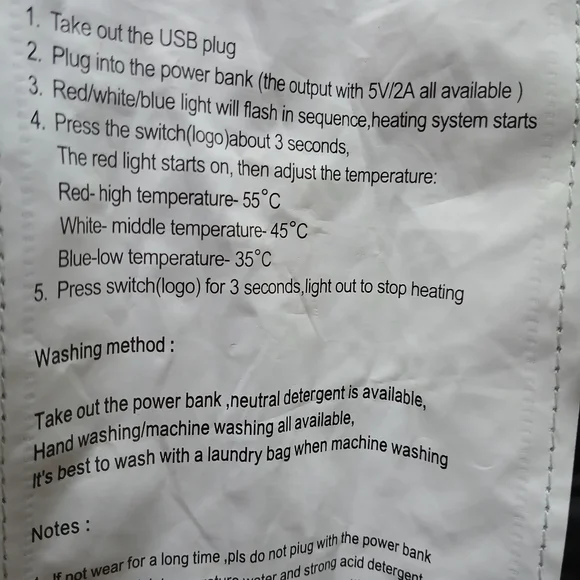 1. Take out the USB plug
2. Plug into the power bank (the output with 5V/2A all available )
3. Red/white/blue light will flash in sequence,heating system starts
4. Press the switch(logo)about 3 seconds,
The red light starts on, then adjust the temperature:
Red- high temperature- 55°C
White- middle temperature- 45°C
Blue-low temperature- 35°C
5. Press switch(logo) for 3 seconds,light out to stop heating
Washing method :
Take out the power bank ,neutral detergent is available,
Hand washing/machine washing all available,
It's best to wash with a laundry bag when machine washing
Notes :
If not wear for a long time ,pls do not piug with the power bank
water and strong acid detergent